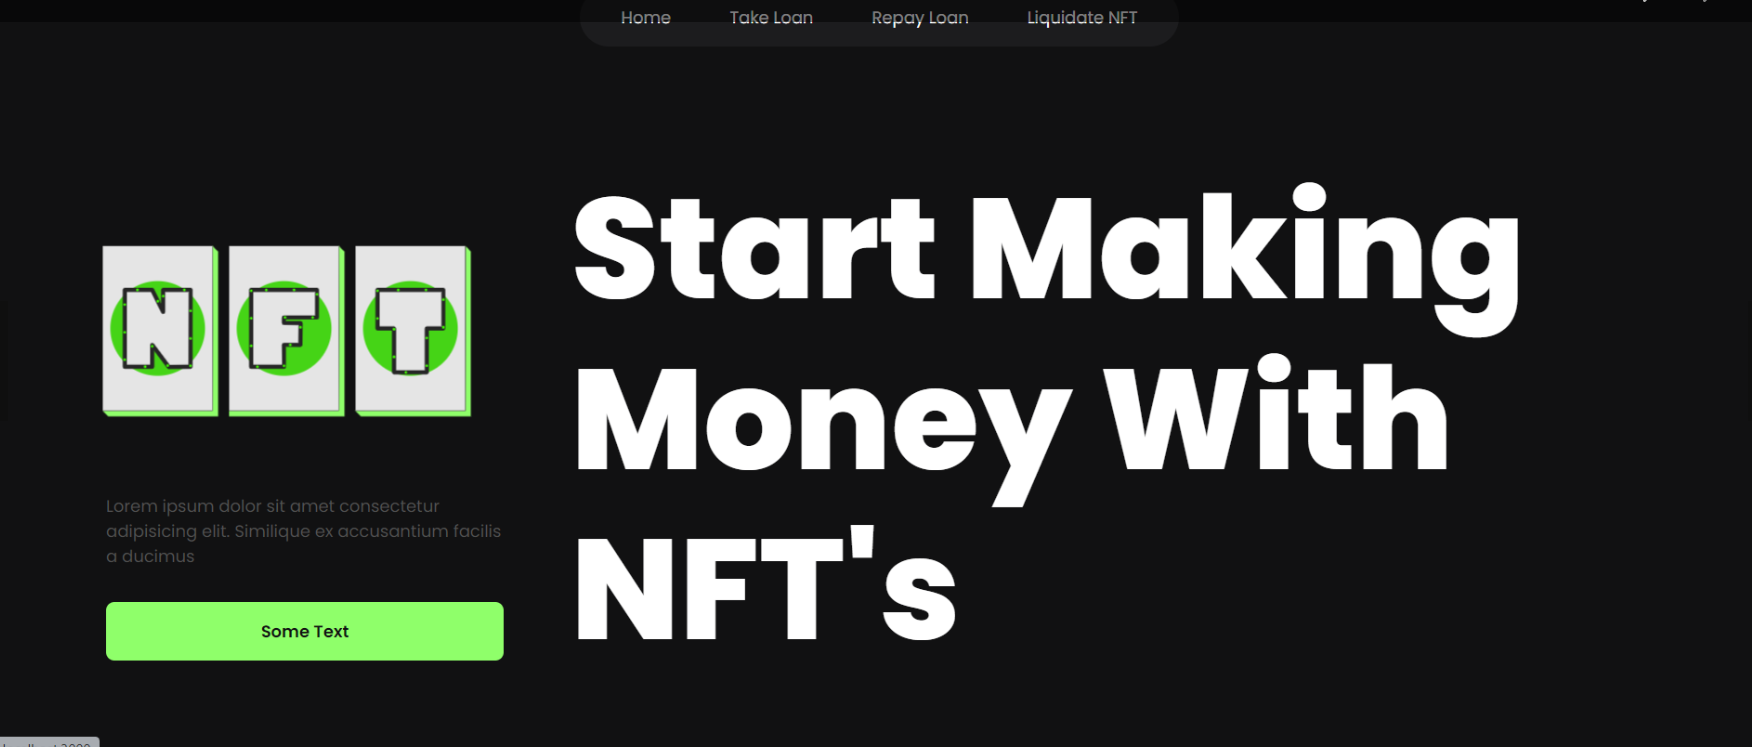 Home Take Loan Repay Loan Liquidate NFT
NFT
Start Making
Money With
NFT's
Lorem ipsum dolor sit amet consectetur
adipisicing elit. Similique ex accusantium facilis
a ducimus
Some Text